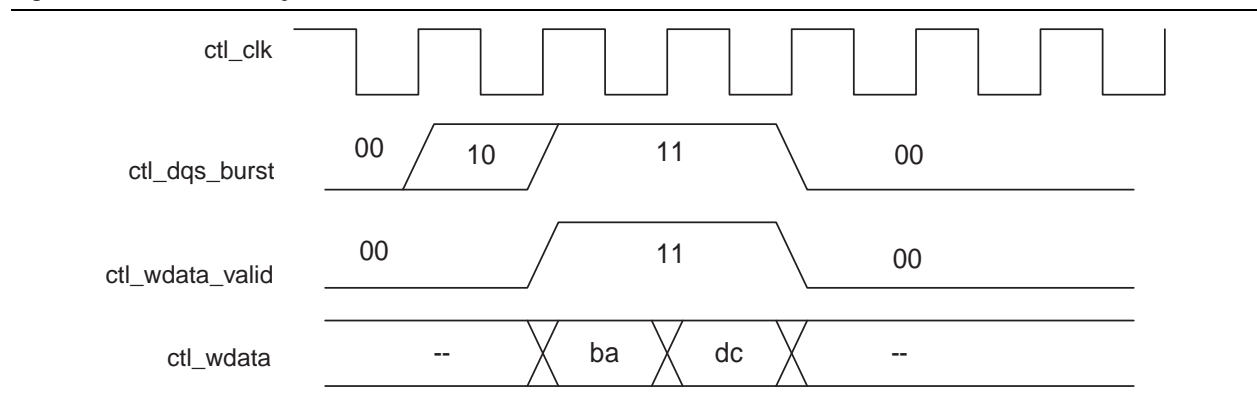 ctl_clk
ctl_dqs_burst 00 10 11 00
ctl_wdata_valid 00 11 00
ctl_wdata -- ba dc --